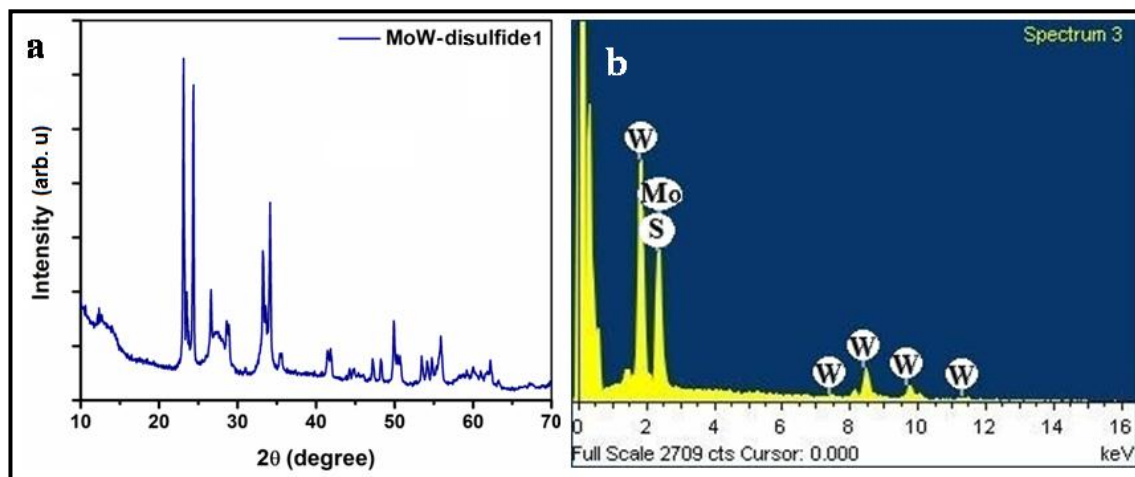 a
MoW-disulfide1
Intensity (arb. u)
10 20 30 40 50 60 70
2θ (degree)
b
Spectrum 3
W
Mo
S
W
W
W
W
0 2 4 6 8 10 12 14 16
Full Scale 2709 cts Cursor: 0.000
keV